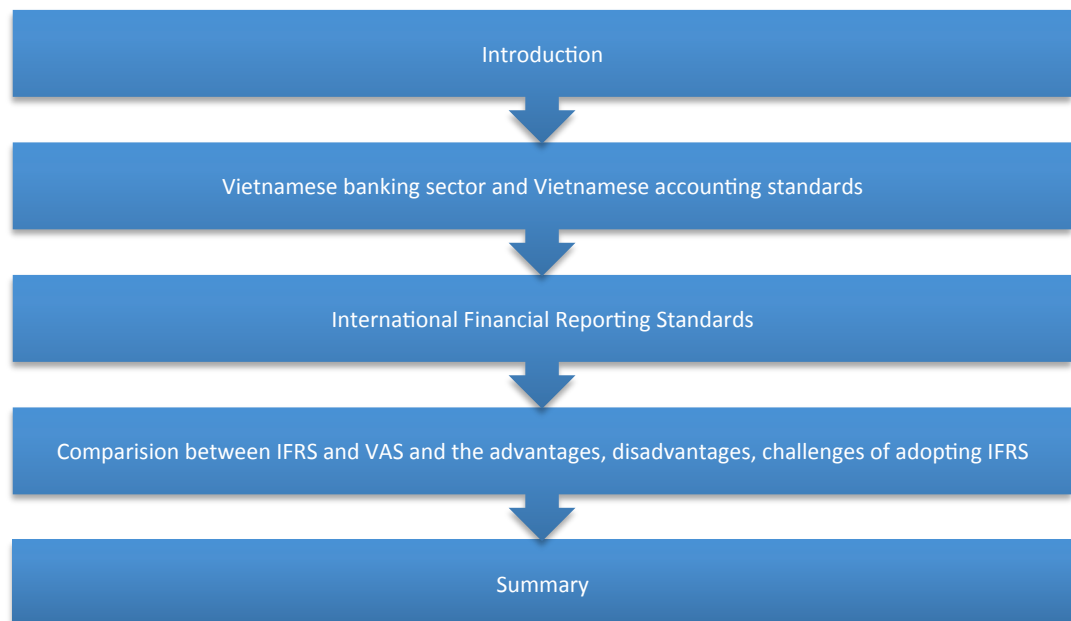 Introduction
Vietnamese banking sector and Vietnamese accounting standards
International Financial Reporting Standards
Comparision between IFRS and VAS and the advantages, disadvantages, challenges of adopting IFRS
Summary